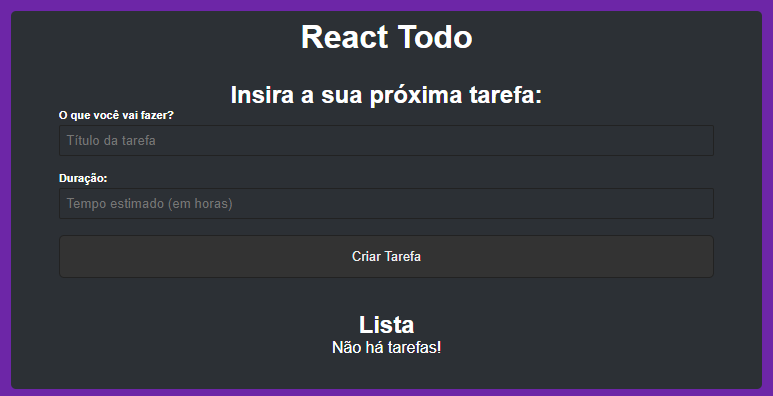 React Todo
Insira a sua próxima tarefa:
O que você vai fazer?
Título da tarefa
Duração:
Tempo estimado (em horas)
Criar Tarefa
Lista
Não há tarefas!